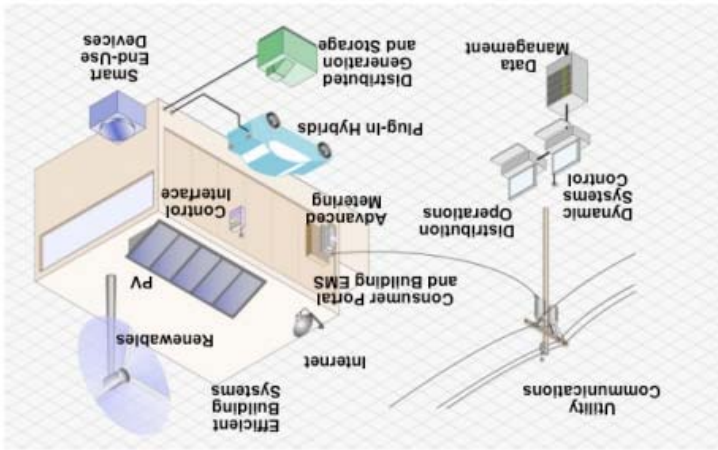 Utility
Communications
Efficient
Building
Systems
Internet
Renewables
Consumer Portal
and Building EMS
PV
Distribution
Operations
Advanced
Metering
Control
Interface
Dynamic
Systems
Control
Plug-In Hybrids
Data
Management
Distributed
Generation
and Storage
Smart
End-Use
Devices